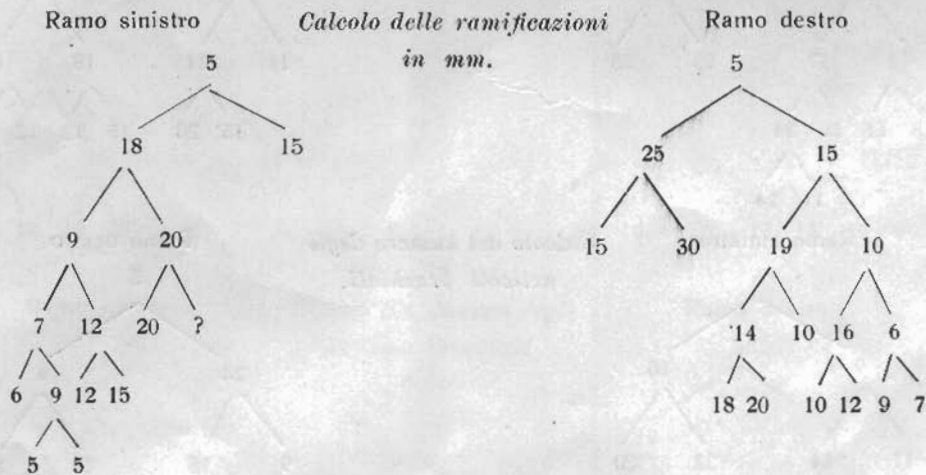 Ramo sinistro Calcolo delle ramificazioni Ramo destro
in mm.
5 5
18 15 25 15
9 20 15 30 19 10
7 12 20 ? 14 10 16 6
6 9 12 15 18 20 10 12 9 7
5 5